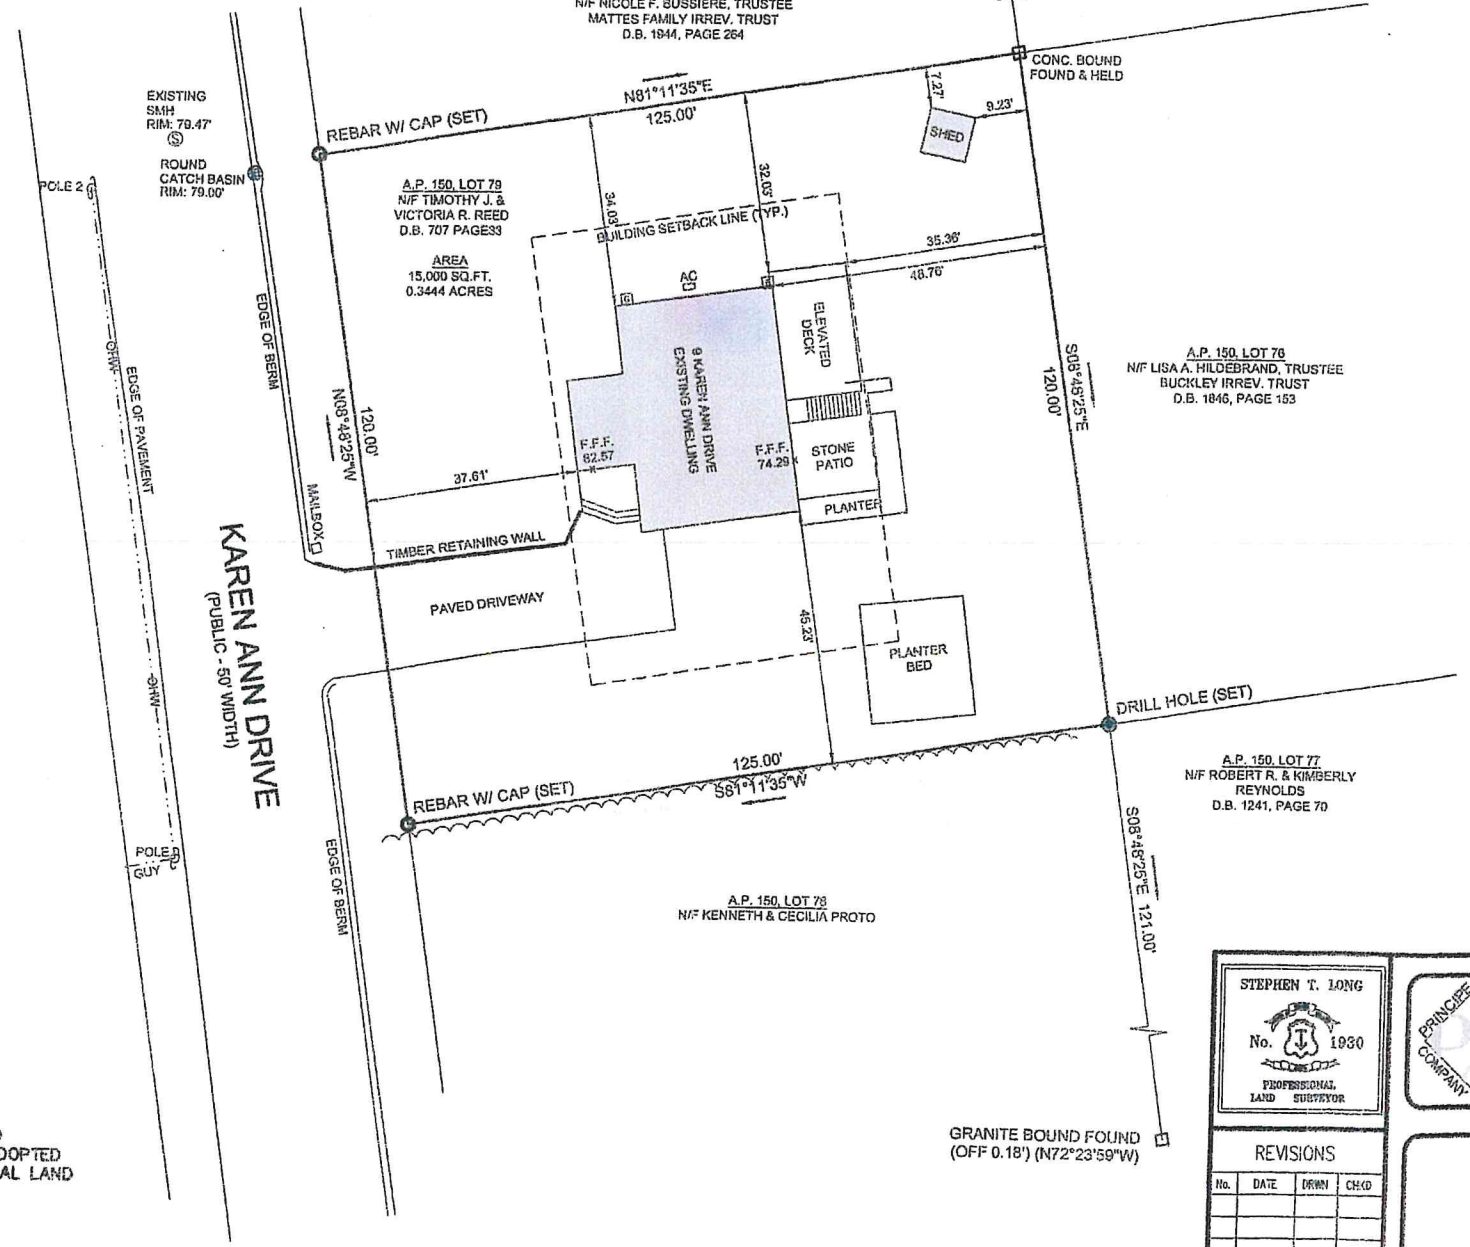 N/F NICOLE F. BUSSIERE, TRUSTEE
MATTES FAMILY IRREV. TRUST
D.B. 1944, PAGE 264
CONC. BOUND
FOUND & HELD
N81°11'35"E
125.00'
7.27'
9.23'
SHED
EXISTING
SMH
RIM: 79.47'
S
ROUND
CATCH BASIN
RIM: 79.00'
REBAR W/ CAP (SET)
POLE 2
A.P. 150, LOT 79
N/F TIMOTHY J. &
VICTORIA R. REED
D.B. 707 PAGE33
AREA
15,000 SQ.FT.
0.3444 ACRES
34.03'
32.03'
BUILDING SETBACK LINE (TYP.)
35.36'
48.76'
AC
G
ELEVATED
DECK
EDGE OF BERM
OHW
EDGE OF PAVEMENT
9 KAREN ANN DRIVE
EXISTING DWELLING
S08°48'25"E
120.00'
A.P. 150, LOT 76
N/F LISA A. HILDEBRAND, TRUSTEE
BUCKLEY IRREV. TRUST
D.B. 1846, PAGE 153
120.00'
N08°48'25"W
F.F.F.
82.57
F.F.F.
74.29
STONE
PATIO
37.61'
PLANTER
MAILBOX
TIMBER RETAINING WALL
KAREN ANN DRIVE
(PUBLIC - 50' WIDTH)
PAVED DRIVEWAY
45.23'
PLANTER
BED
OHW
DRILL HOLE (SET)
125.00'
S81°11'35"W
REBAR W/ CAP (SET)
A.P. 150, LOT 77
N/F ROBERT R. & KIMBERLY
REYNOLDS
D.B. 1241, PAGE 70
S08°48'25"E 121.00'
POLE
GUY
EDGE OF BERM
A.P. 150, LOT 78
N/F KENNETH & CECILIA PROTO
STEPHEN T. LONG
No. 1930
PROFESSIONAL
LAND SURVEYOR
PRINCIPE
COMPANY
GRANITE BOUND FOUND
(OFF 0.18') (N72°23'59"W)
REVISIONS
No. DATE DRWN CHKD
DOPTED
AL LAND